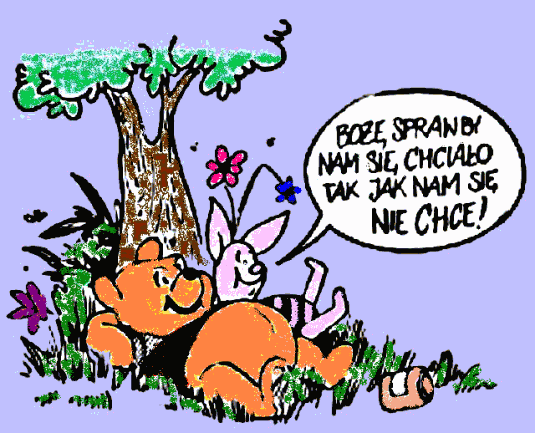 BOŻE, SPRAW BY
NAM SIĘ CHCIAŁO
TAK JAK NAM SIĘ
NIE CHCE!